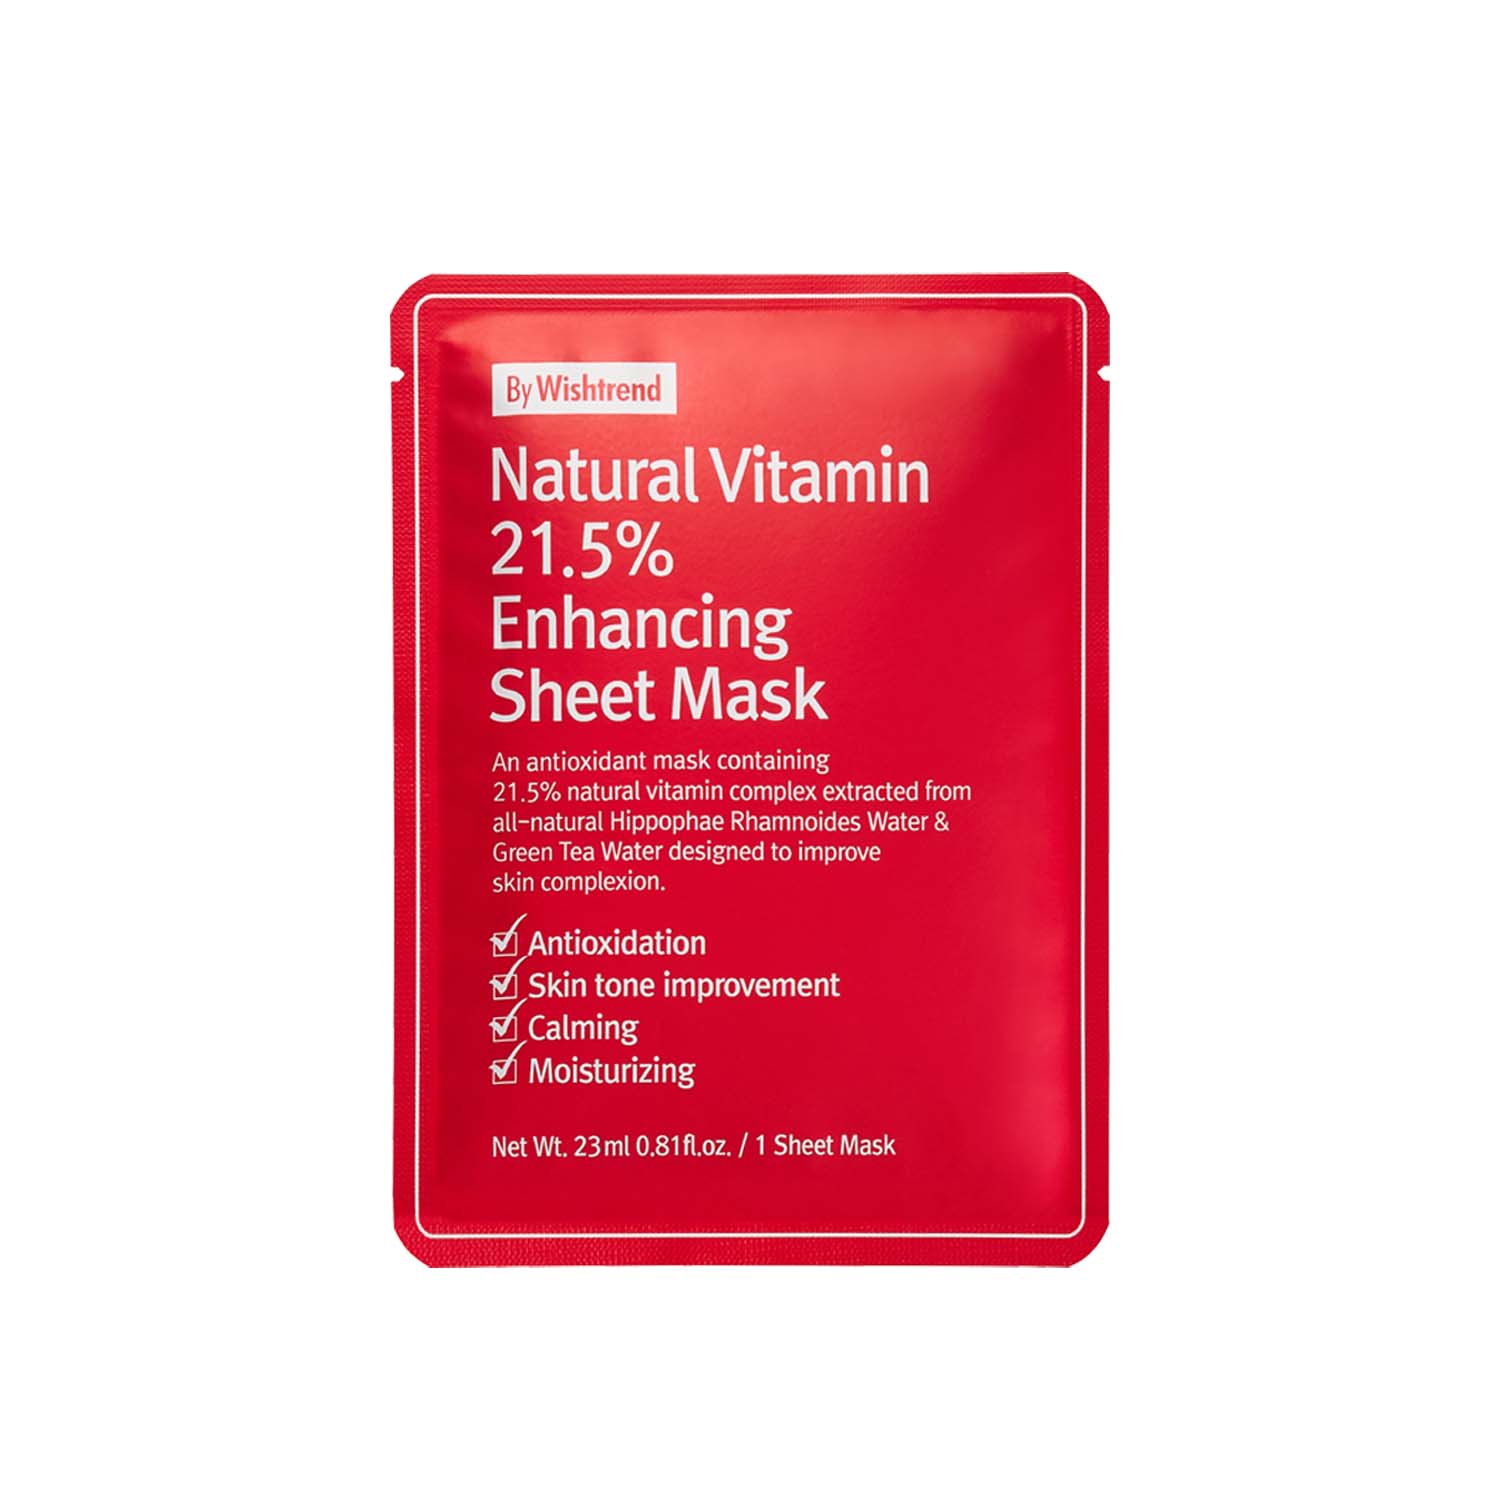 By Wishtrend
Natural Vitamin
21.5%
Enhancing
Sheet Mask
An antioxidant mask containing
21.5% natural vitamin complex extracted from
all-natural Hippophae Rhamnoides Water &
Green Tea Water designed to improve
skin complexion.
Antioxidation
Skin tone improvement
Calming
Moisturizing
Net Wt. 23ml 0.81fl.oz. / 1 Sheet Mask